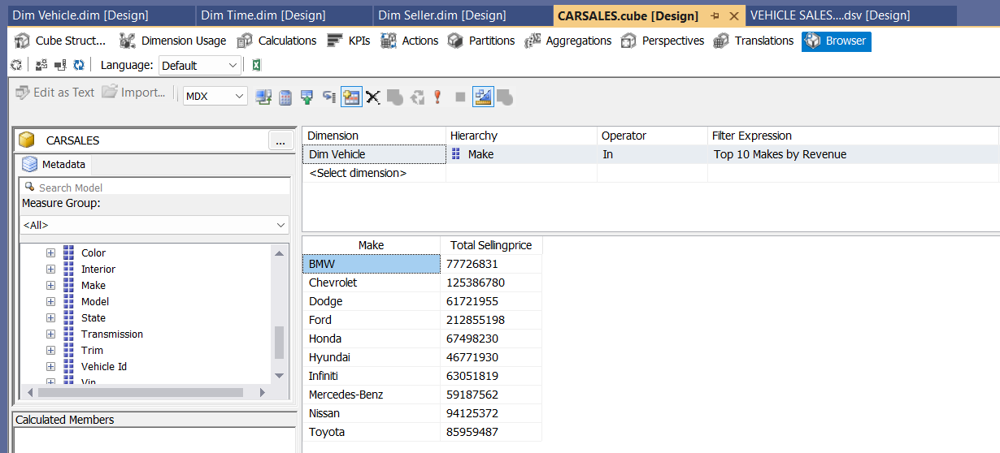 Dim Vehicle.dim [Design] Dim Time.dim [Design] Dim Seller.dim [Design] CARSALES.cube [Design] VEHICLE SALES....dsv [Design]
Cube Struct... Dimension Usage Calculations KPIs Actions Partitions Aggregations Perspectives Translations Browser
Language: Default
Edit as Text Import... MDX
CARSALES ...
Metadata
Search Model
Measure Group:
<All>
Color
Interior
Make
Model
State
Transmission
Trim
Vehicle Id
Vin
Calculated Members
Dimension Hierarchy Operator Filter Expression
Dim Vehicle Make In Top 10 Makes by Revenue
<Select dimension>
Make Total Sellingprice
BMW 77726831
Chevrolet 125386780
Dodge 61721955
Ford 212855198
Honda 67498230
Hyundai 46771930
Infiniti 63051819
Mercedes-Benz 59187562
Nissan 94125372
Toyota 85959487